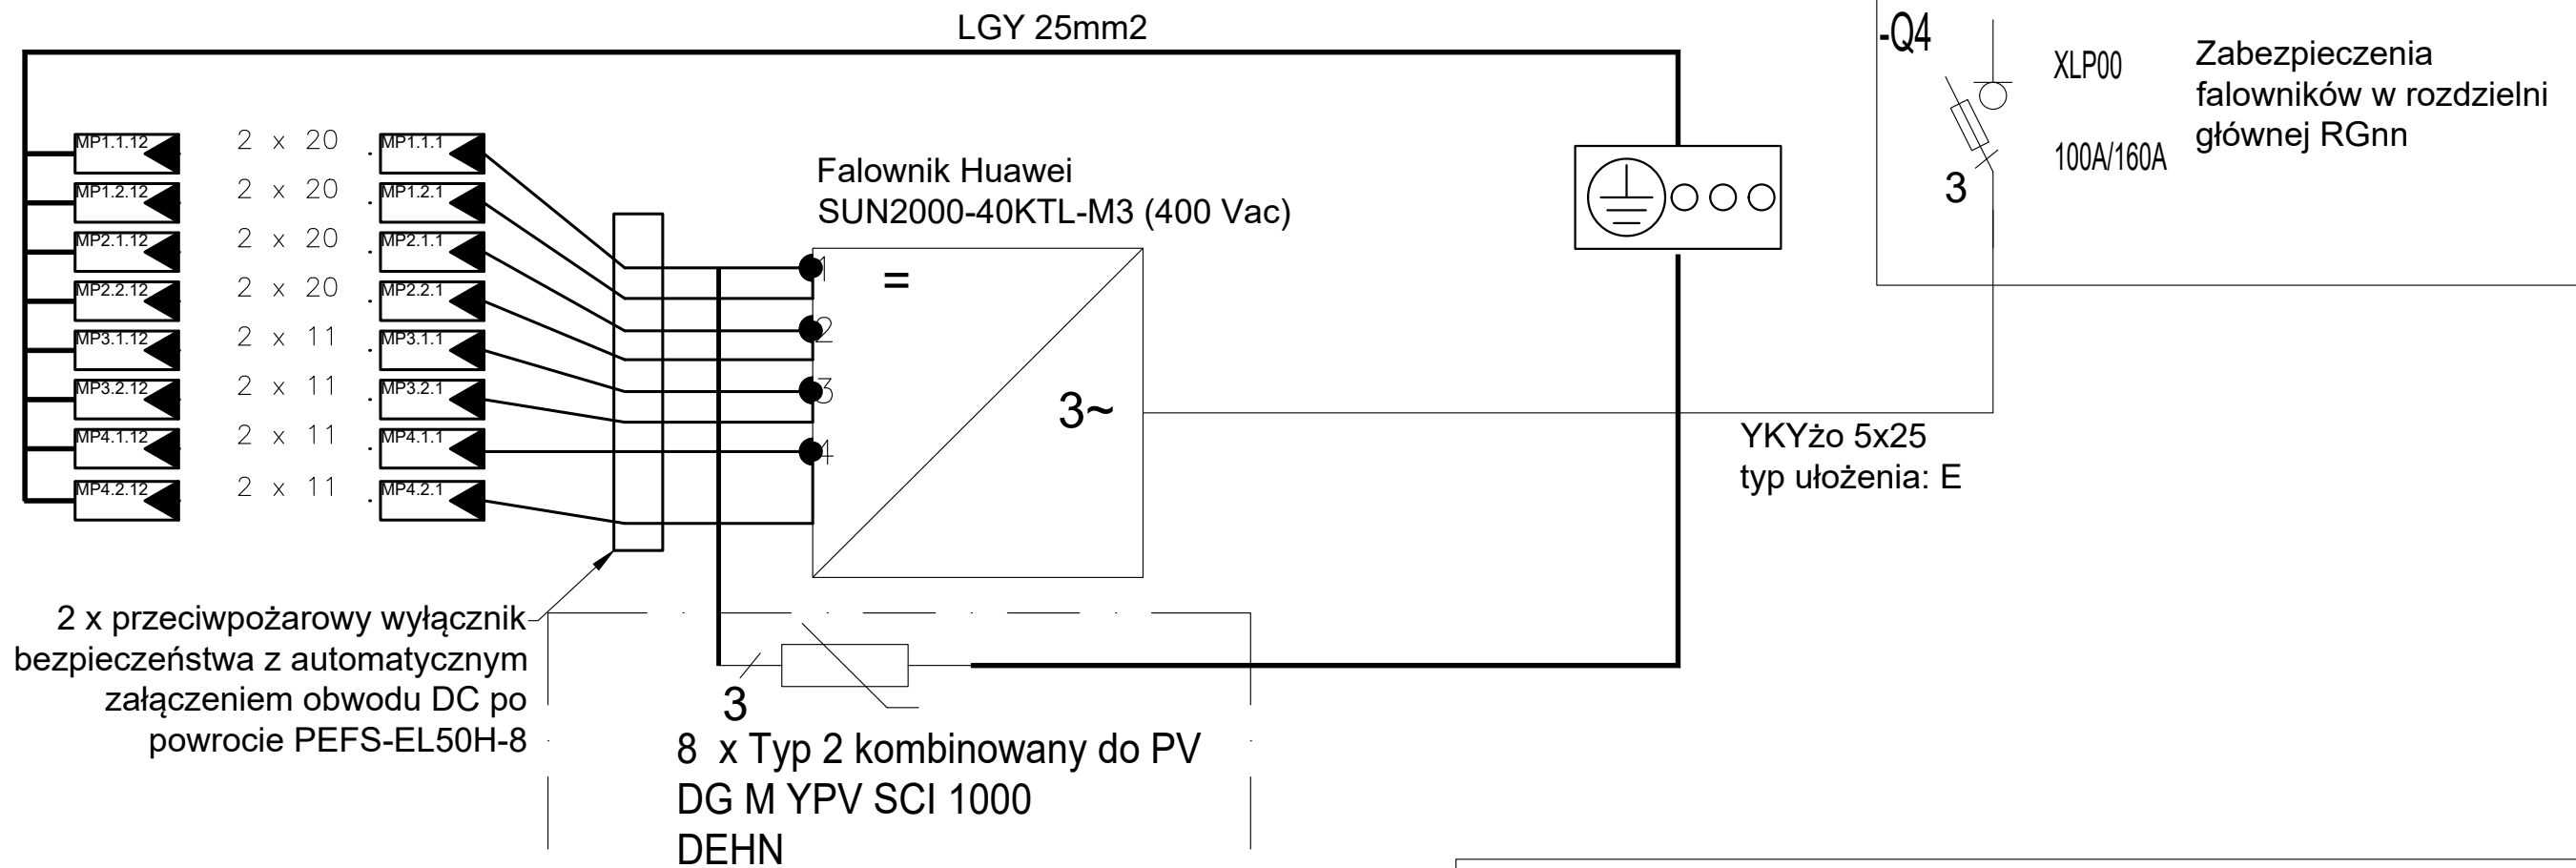 LGY 25mm2
-Q4
XLP00
100A/160A
3
Zabezpieczenia
falowników w rozdzielni
głównej RGnn
MP1.1.12 2 x 20 MP1.1.1
MP1.2.12 2 x 20 MP1.2.1
MP2.1.12 2 x 20 MP2.1.1
MP2.2.12 2 x 20 MP2.2.1
MP3.1.12 2 x 11 MP3.1.1
MP3.2.12 2 x 11 MP3.2.1
MP4.1.12 2 x 11 MP4.1.1
MP4.2.12 2 x 11 MP4.2.1
Falownik Huawei
SUN2000-40KTL-M3 (400 Vac)
1
2
3
4
=
3~
YKYżo 5x25
typ ułożenia: E
2 x przeciwpożarowy wyłącznik
bezpieczeństwa z automatycznym
załączeniem obwodu DC po
powrocie PEFS-EL50H-8
3
8 x Typ 2 kombinowany do PV
DG M YPV SCI 1000
DEHN